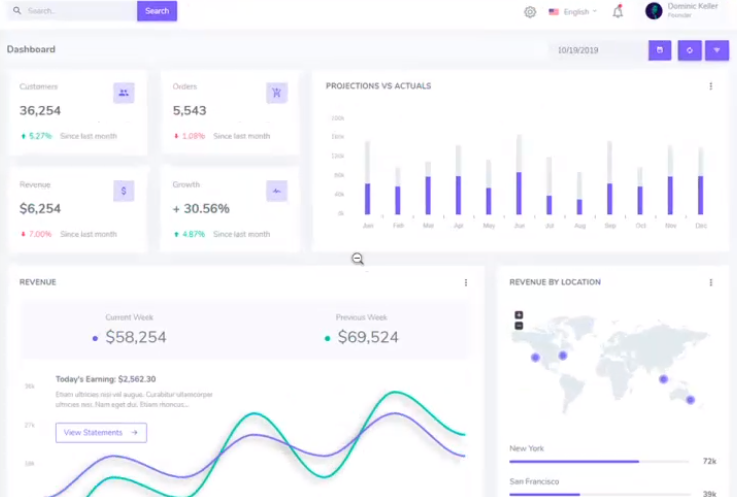 Search...
Search
English
Dominic Keller
Founder
Dashboard
10/19/2019
Customers
36,254
5.27% Since last month
Orders
5,543
1.08% Since last month
Revenue
$6,254
7.00% Since last month
Growth
+ 30.56%
4.87% Since last month
PROJECTIONS VS ACTUALS
160k
120k
80k
40k
0k
Jan Feb Mar Apr May Jun Jul Aug Sep Oct Nov Dec
REVENUE
Current Week
$58,254
Previous Week
$69,524
Today's Earning: $2,562.30
Etiam ultricies nisi vel augue. Curabitur ullamcorper
ultricies nisi. Nam eget dui. Etiam rhoncus...
View Statements
36k
27k
18k
REVENUE BY LOCATION
+
−
New York
72k
San Francisco
39k